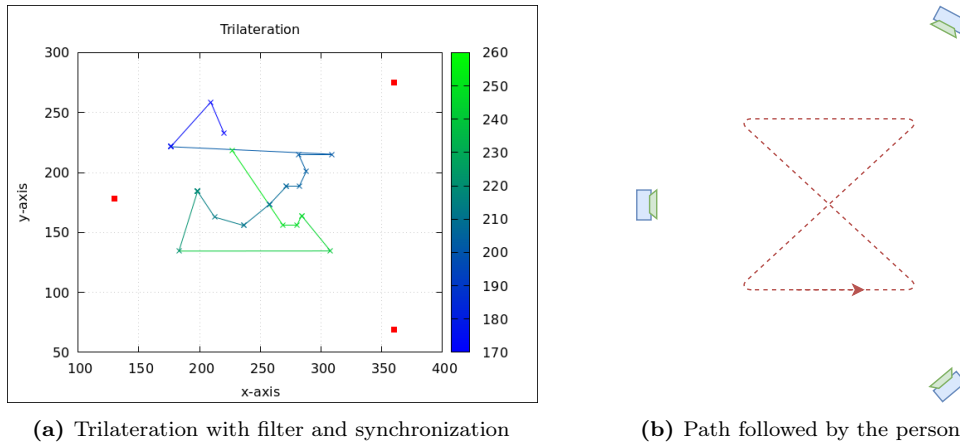 Trilateration
300
250
200
150
100
50
y-axis
100 150 200 250 300 350 400
x-axis
260
250
240
230
220
210
200
190
180
170
(a) Trilateration with filter and synchronization
(b) Path followed by the person